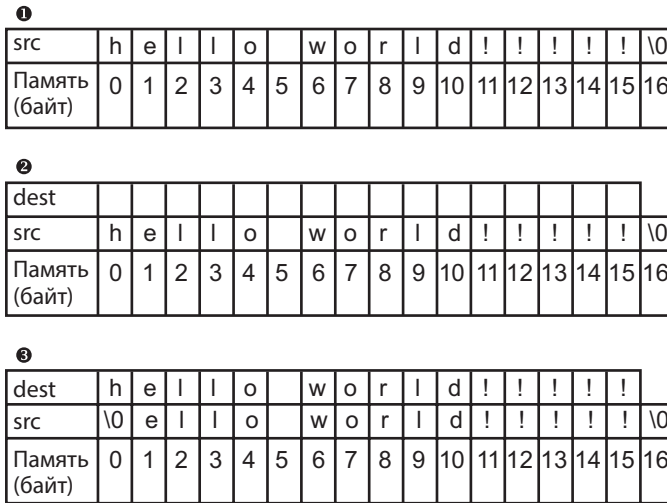 ❶
src h e l l o w o r l d ! ! ! ! ! \0
Память (байт) 0 1 2 3 4 5 6 7 8 9 10 11 12 13 14 15 16
❷
dest
src h e l l o w o r l d ! ! ! ! ! \0
Память (байт) 0 1 2 3 4 5 6 7 8 9 10 11 12 13 14 15 16
❸
dest h e l l o w o r l d ! ! ! ! !
src \0 e l l o w o r l d ! ! ! ! ! \0
Память (байт) 0 1 2 3 4 5 6 7 8 9 10 11 12 13 14 15 16